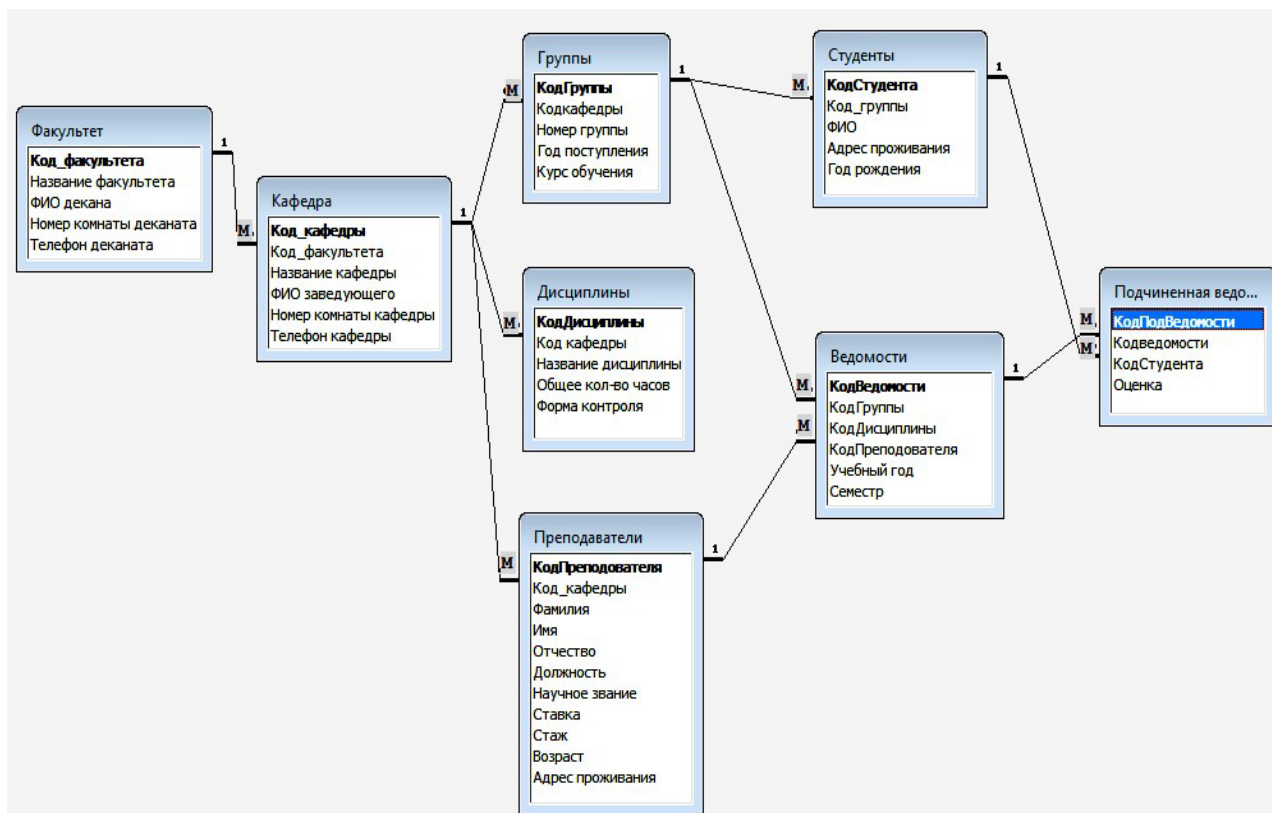 Факультет
Код_факультета
Название факультета
ФИО декана
Номер комнаты деканата
Телефон деканата
1
М
Кафедра
Код_кафедры
Код_факультета
Название кафедры
ФИО заведующего
Номер комнаты кафедры
Телефон кафедры
1
М
Группы
КодГруппы
Кодкафедры
Номер группы
Год поступления
Курс обучения
1
М
Дисциплины
КодДисциплины
Код кафедры
Название дисциплины
Общее кол-во часов
Форма контроля
М
Преподаватели
КодПреподователя
Код_кафедры
Фамилия
Имя
Отчество
Должность
Научное звание
Ставка
Стаж
Возраст
Адрес проживания
1
М
Студенты
КодСтудента
Код_группы
ФИО
Адрес проживания
Год рождения
1
М
М
Ведомости
КодВедомости
КодГруппы
КодДисциплины
КодПреподователя
Учебный год
Семестр
1
М
М
Подчиненная ведо...
КодПодВедомости
Кодведомости
КодСтудента
Оценка